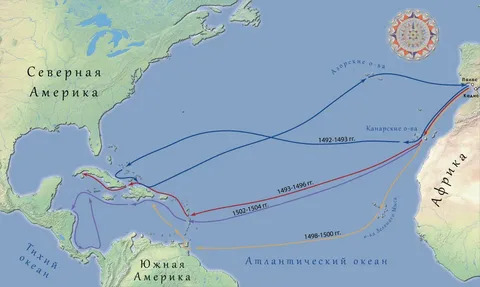 Северная
Америка
Азорские о-ва
Палос
Кадис
Канарские о-ва
1492-1493 гг.
1493-1496 гг.
1502-1504 гг.
1498-1500 гг.
о-ва Зеленого Мыса
Африка
Тихий
океан
Южная
Америка
Атлантический океан